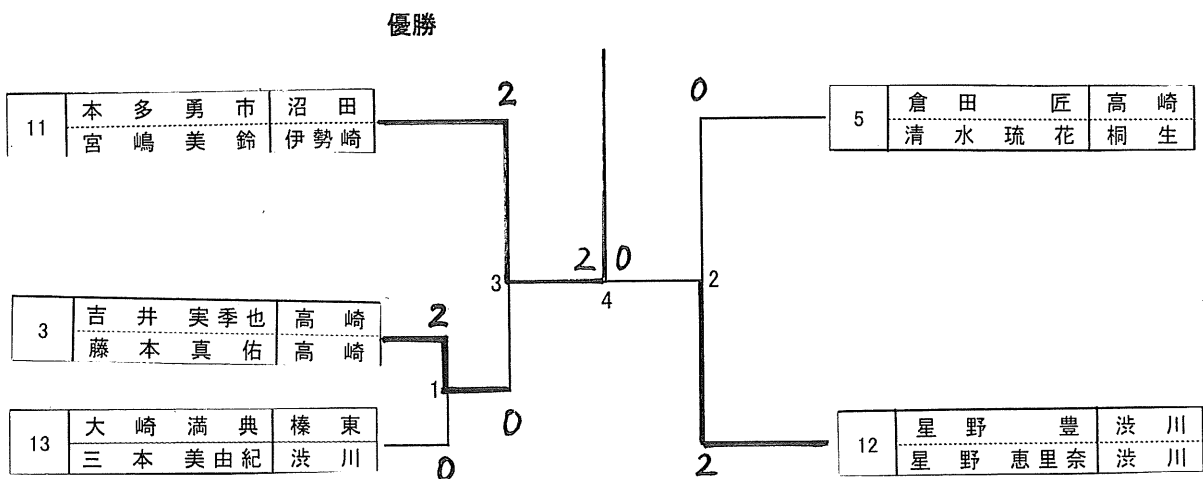 優勝
2
0
11 本多勇市 沼田
宮嶋美鈴 伊勢崎
5 倉田匠 高崎
清水琉花 桐生
2 0
3
4
2
3 吉井実季也 高崎
藤本真佑 高崎
2
1
0
13 大崎満典 榛東
三本美由紀 渋川
0
12 星野豊 渋川
星野恵里奈 渋川
2